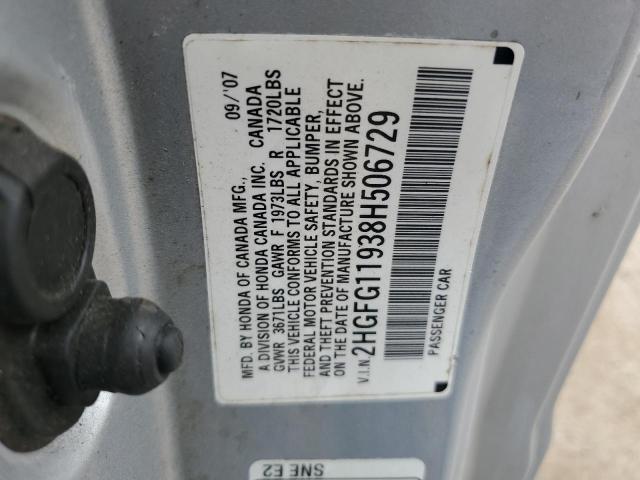 MFD. BY HONDA OF CANADA MFG., 09/'07
A DIVISION OF HONDA CANADA INC. CANADA
GVWR 3671LBS GAWR F 1973LBS R 1720LBS
THIS VEHICLE CONFORMS TO ALL APPLICABLE
FEDERAL MOTOR VEHICLE SAFETY, BUMPER,
AND THEFT PREVENTION STANDARDS IN EFFECT
ON THE DATE OF MANUFACTURE SHOWN ABOVE.
V.I.N. 2HGFG11938H506729
PASSENGER CAR
SNE E2